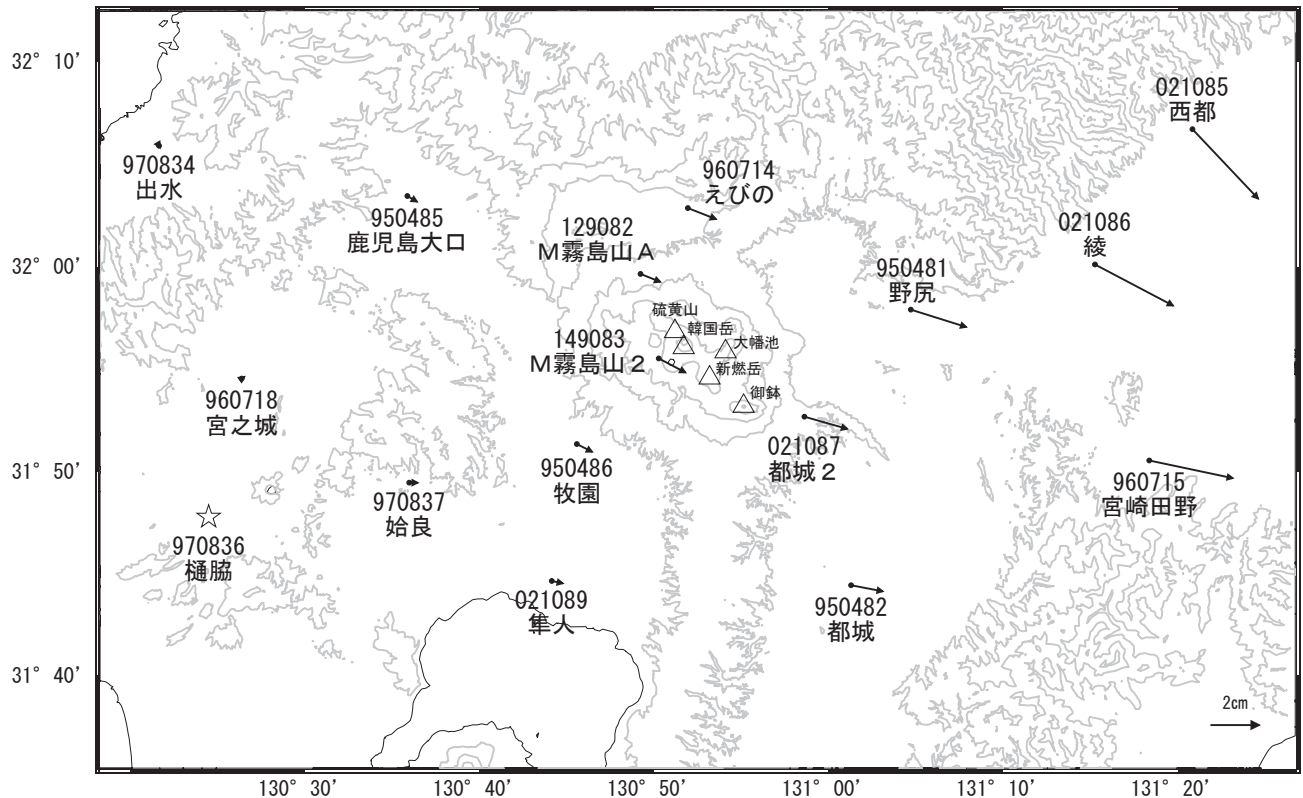 32° 10′
021085
西都
970834
出水
960714
えびの
950485
鹿児島大口
021086
綾
129082
Ｍ霧島山Ａ
32° 00′
950481
野尻
硫黄山
韓国岳
149083
Ｍ霧島山２
大幡池
新燃岳
御鉢
960718
宮之城
021087
都城２
31° 50′
950486
牧園
960715
宮崎田野
970837
姶良
970836
樋脇
021089
隼人
950482
都城
31° 40′
2㎝
130° 30′
130° 40′
130° 50′
131° 00′
131° 10′
131° 20′